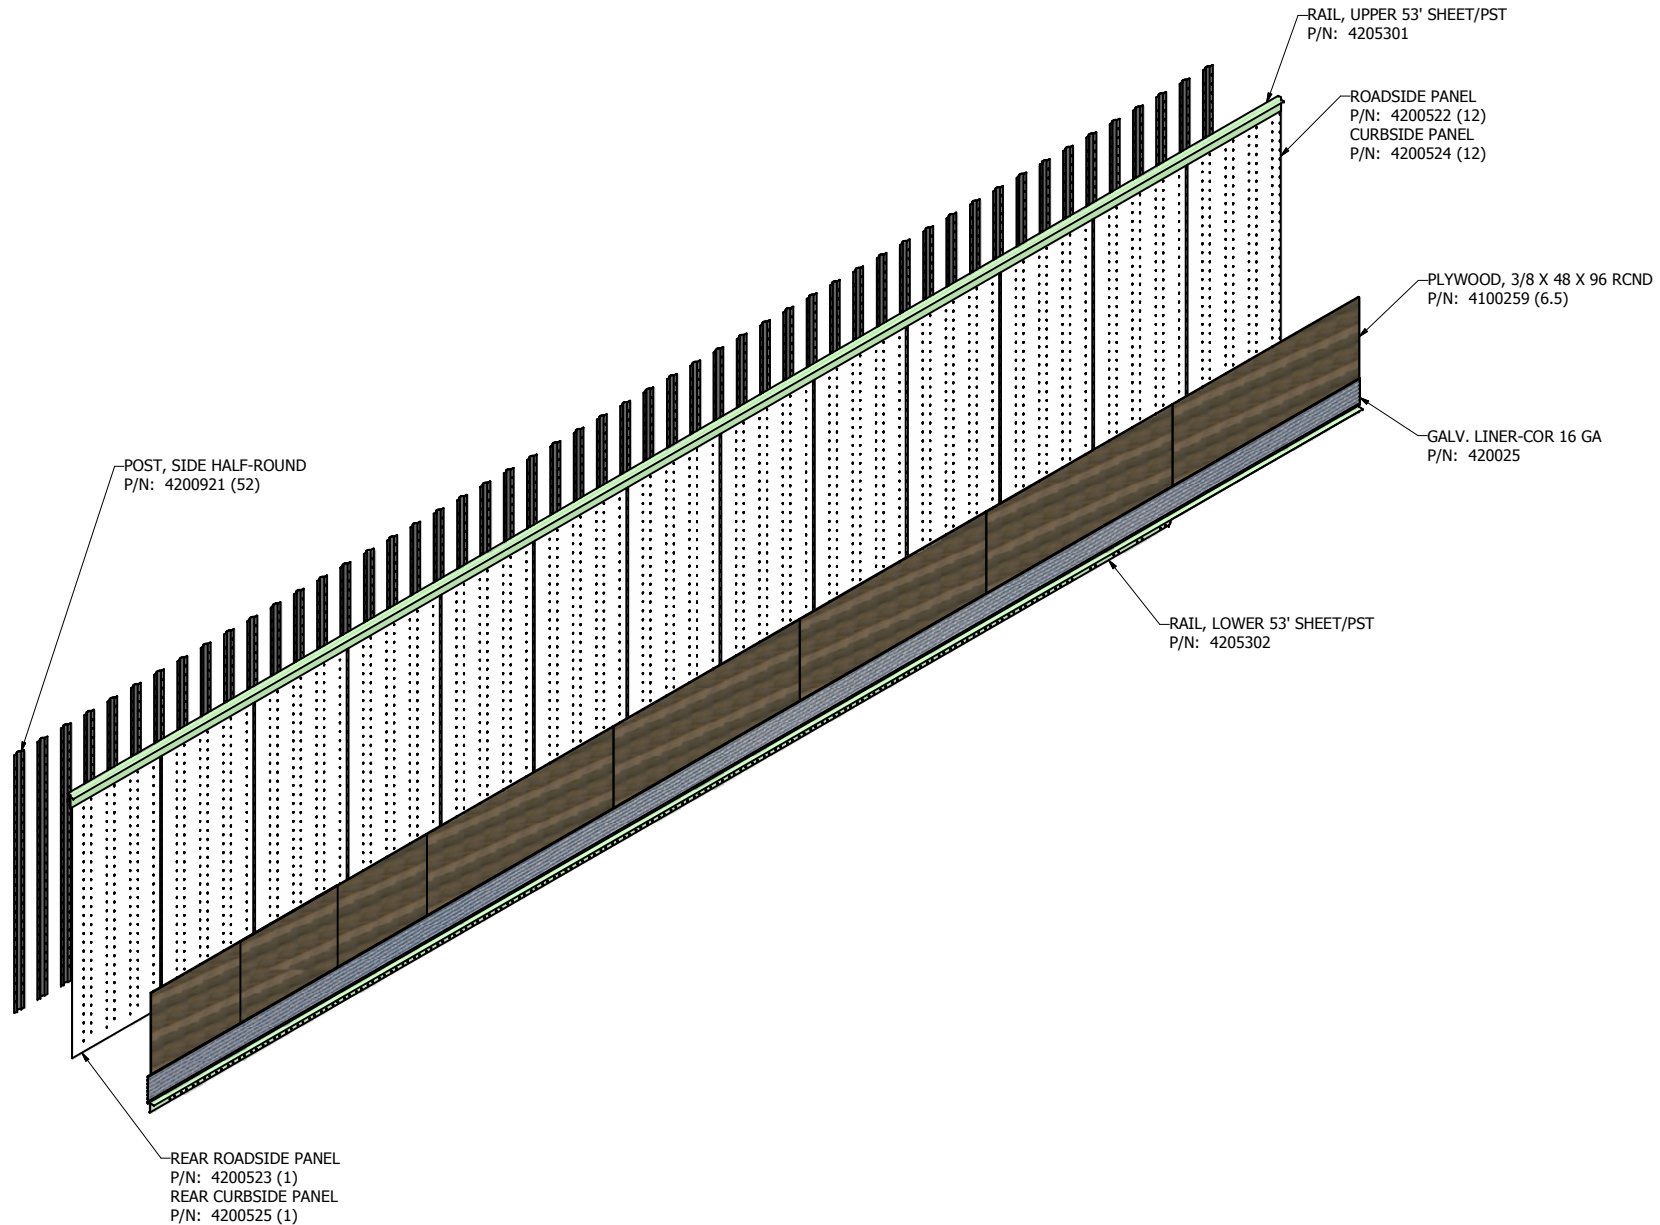 RAIL, UPPER 53' SHEET/PST
P/N: 4205301
ROADSIDE PANEL
P/N: 4200522 (12)
CURBSIDE PANEL
P/N: 4200524 (12)
PLYWOOD, 3/8 X 48 X 96 RCND
P/N: 4100259 (6.5)
GALV. LINER-COR 16 GA
P/N: 420025
POST, SIDE HALF-ROUND
P/N: 4200921 (52)
RAIL, LOWER 53' SHEET/PST
P/N: 4205302
REAR ROADSIDE PANEL
P/N: 4200523 (1)
REAR CURBSIDE PANEL
P/N: 4200525 (1)